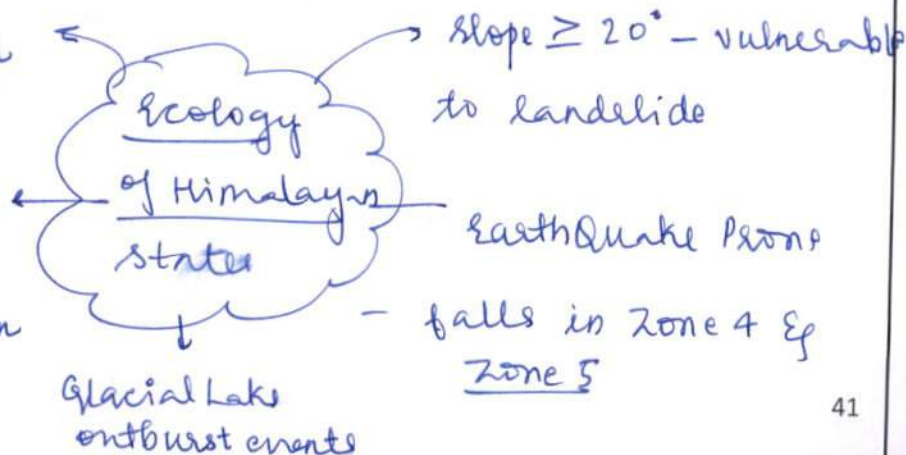 Slope ≥ 20° - vulnerable
to landslide
Ecology
of Himalayan
states
EarthQuake Prone
- falls in Zone 4 &
Zone 5
Glacial Lake
outburst events
41